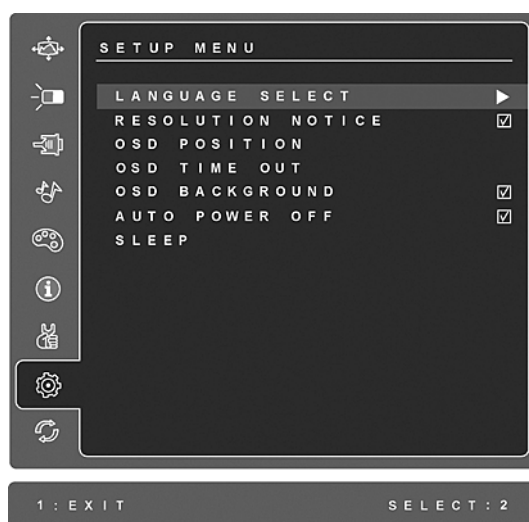 SETUP MENU
LANGUAGE SELECT
RESOLUTION NOTICE
OSD POSITION
OSD TIME OUT
OSD BACKGROUND
AUTO POWER OFF
SLEEP
1:EXIT SELECT:2